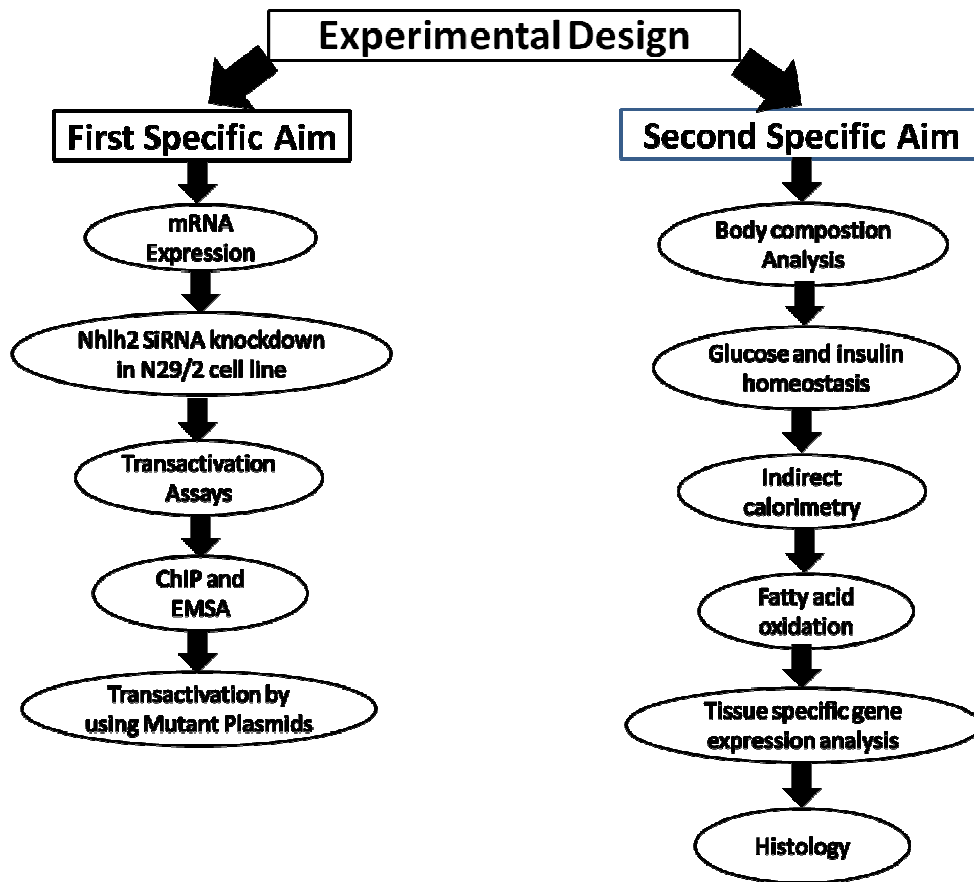 Experimental Design
First Specific Aim
mRNA
Expression
Nhlh2 SiRNA knockdown
in N29/2 cell line
Transactivation
Assays
ChIP and
EMSA
Transactivation by
using Mutant Plasmids
Second Specific Aim
Body compostion
Analysis
Glucose and insulin
homeostasis
Indirect
calorimetry
Fatty acid
oxidation
Tissue specific gene
expression analysis
Histology